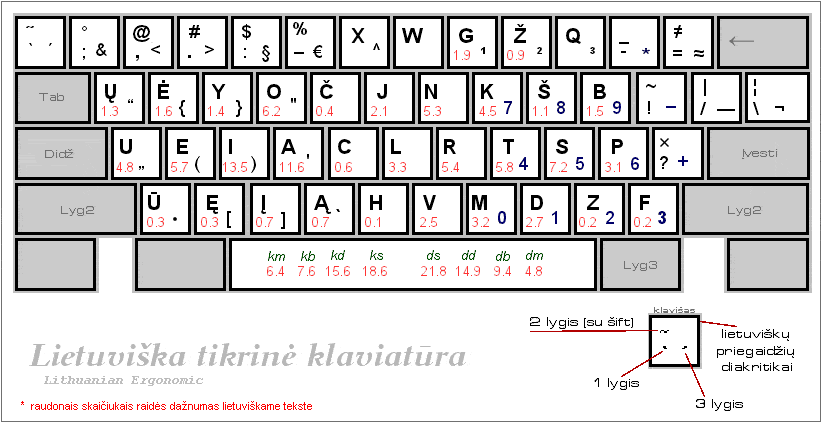 ˜ ` ´ ° ; & @ , < # . > $ : § % – € X ^ W G 1.9 ¹ Ž 0.9 ² Q ³ _ - * ≠ = ≈ ←
Tab Ų 1.3 “ Ė 1.6 { Y 1.4 } O 6.2 " Č 0.4 J 2.1 N 5.3 K 4.5 7 Š 1.1 8 B 1.5 9 ~ ! – | / — ¦ \ ¬
Didž U 4.8 „ E 5.7 ( I 13.5 ) A 11.6 ' C 0.6 L 3.3 R 5.4 T 5.8 4 S 7.2 5 P 3.1 6 × ? + Įvesti
Lyg2 Ū 0.3 • Ę 0.3 [ Į 0.7 ] Ą 0.7 ` H 0.1 V 2.5 M 3.2 0 D 2.7 1 Z 0.2 2 F 0.2 3 Lyg2
km kb kd ks ds dd db dm
6.4 7.6 15.6 18.6 21.8 14.9 9.4 4.8 Lyg3
klavišas
2 lygis (su šift) ~ lietuviškų
priegaidžių
diakritikai
` ´
1 lygis
3 lygis
Lietuviška tikrinė klaviatūra
Lithuanian Ergonomic
* raudonais skaičiukais raidės dažnumas lietuviškame tekste